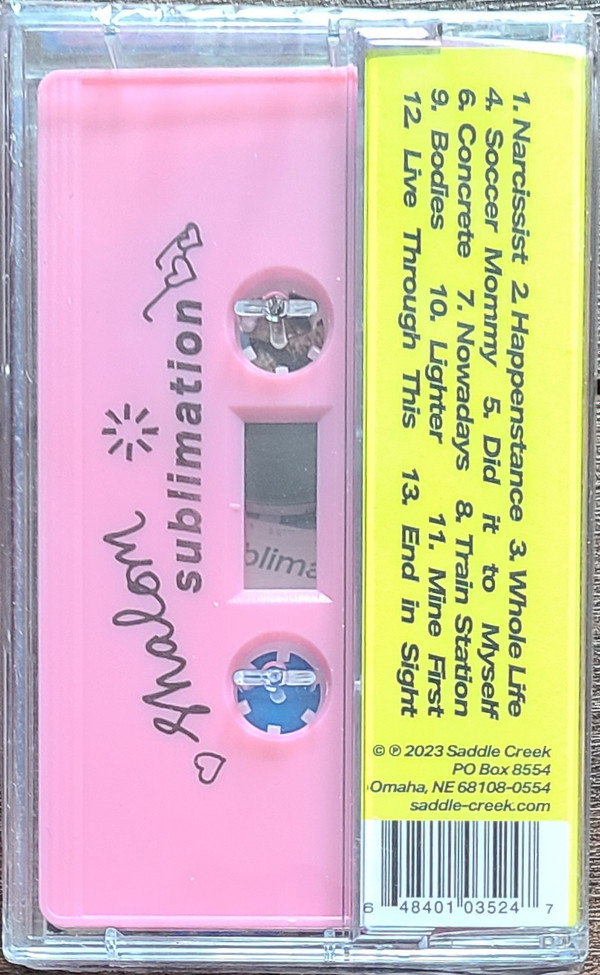 1. Narcissist 2. Happenstance 3. Whole Life
4. Soccer Mommy 5. Did it to Myself
6. Concrete 7. Nowadays 8. Train Station
9. Bodies 10. Lighter 11. Mine First
12. Live Through This 13. End in Sight
© ℗ 2023 Saddle Creek
PO Box 8554
Omaha, NE 68108-0554
saddle-creek.com
6 48401 03524 7
blima
sublimation
Shalom